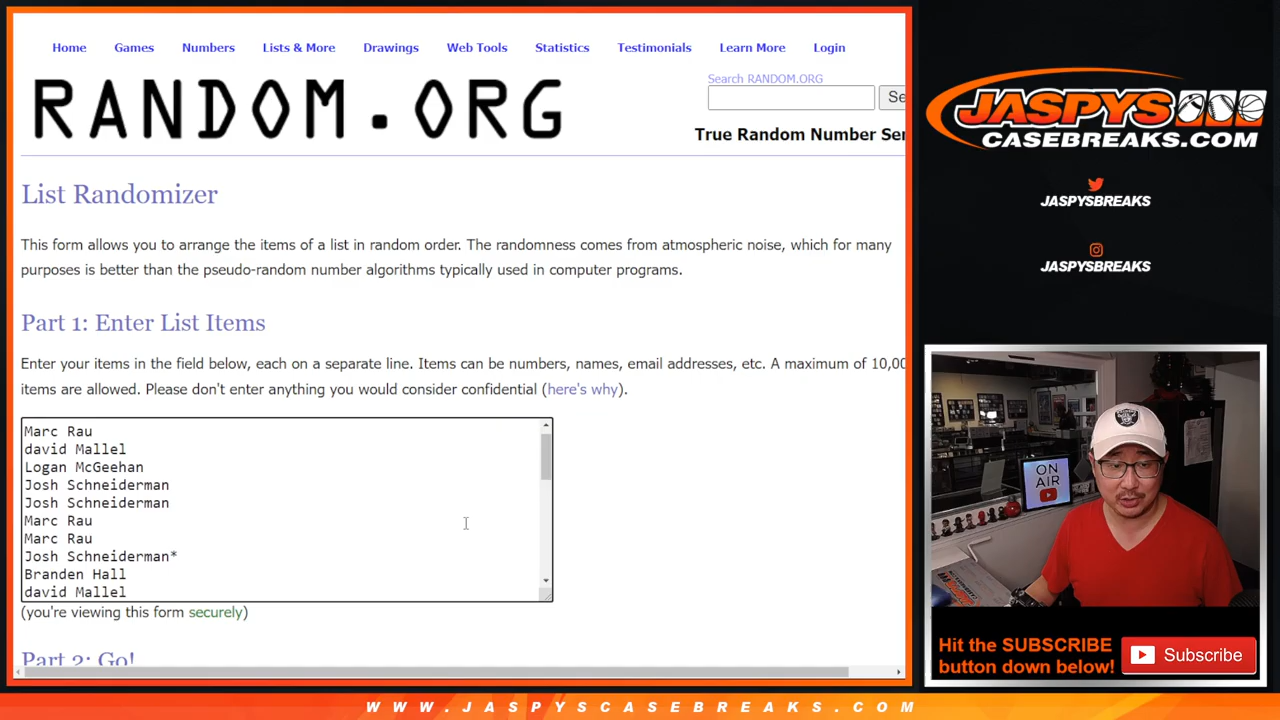 Home Games Numbers Lists & More Drawings Web Tools Statistics Testimonials Learn More Login
RANDOM.ORG
Search RANDOM.ORG
Se
True Random Number Ser
List Randomizer
This form allows you to arrange the items of a list in random order. The randomness comes from atmospheric noise, which for many
purposes is better than the pseudo-random number algorithms typically used in computer programs.
Part 1: Enter List Items
Enter your items in the field below, each on a separate line. Items can be numbers, names, email addresses, etc. A maximum of 10,00
items are allowed. Please don't enter anything you would consider confidential (here's why).
Marc Rau
david Mallel
Logan McGeehan
Josh Schneiderman
Josh Schneiderman
Marc Rau
Marc Rau
Josh Schneiderman*
Branden Hall
david Mallel
(you're viewing this form securely)
Part 2: Go!
JASPYS
CASEBREAKS.COM
JASPYSBREAKS
JASPYSBREAKS
ON
AIR
Hit the SUBSCRIBE
button down below!
Subscribe
WWW.JASPYSCASEBREAKS.COM